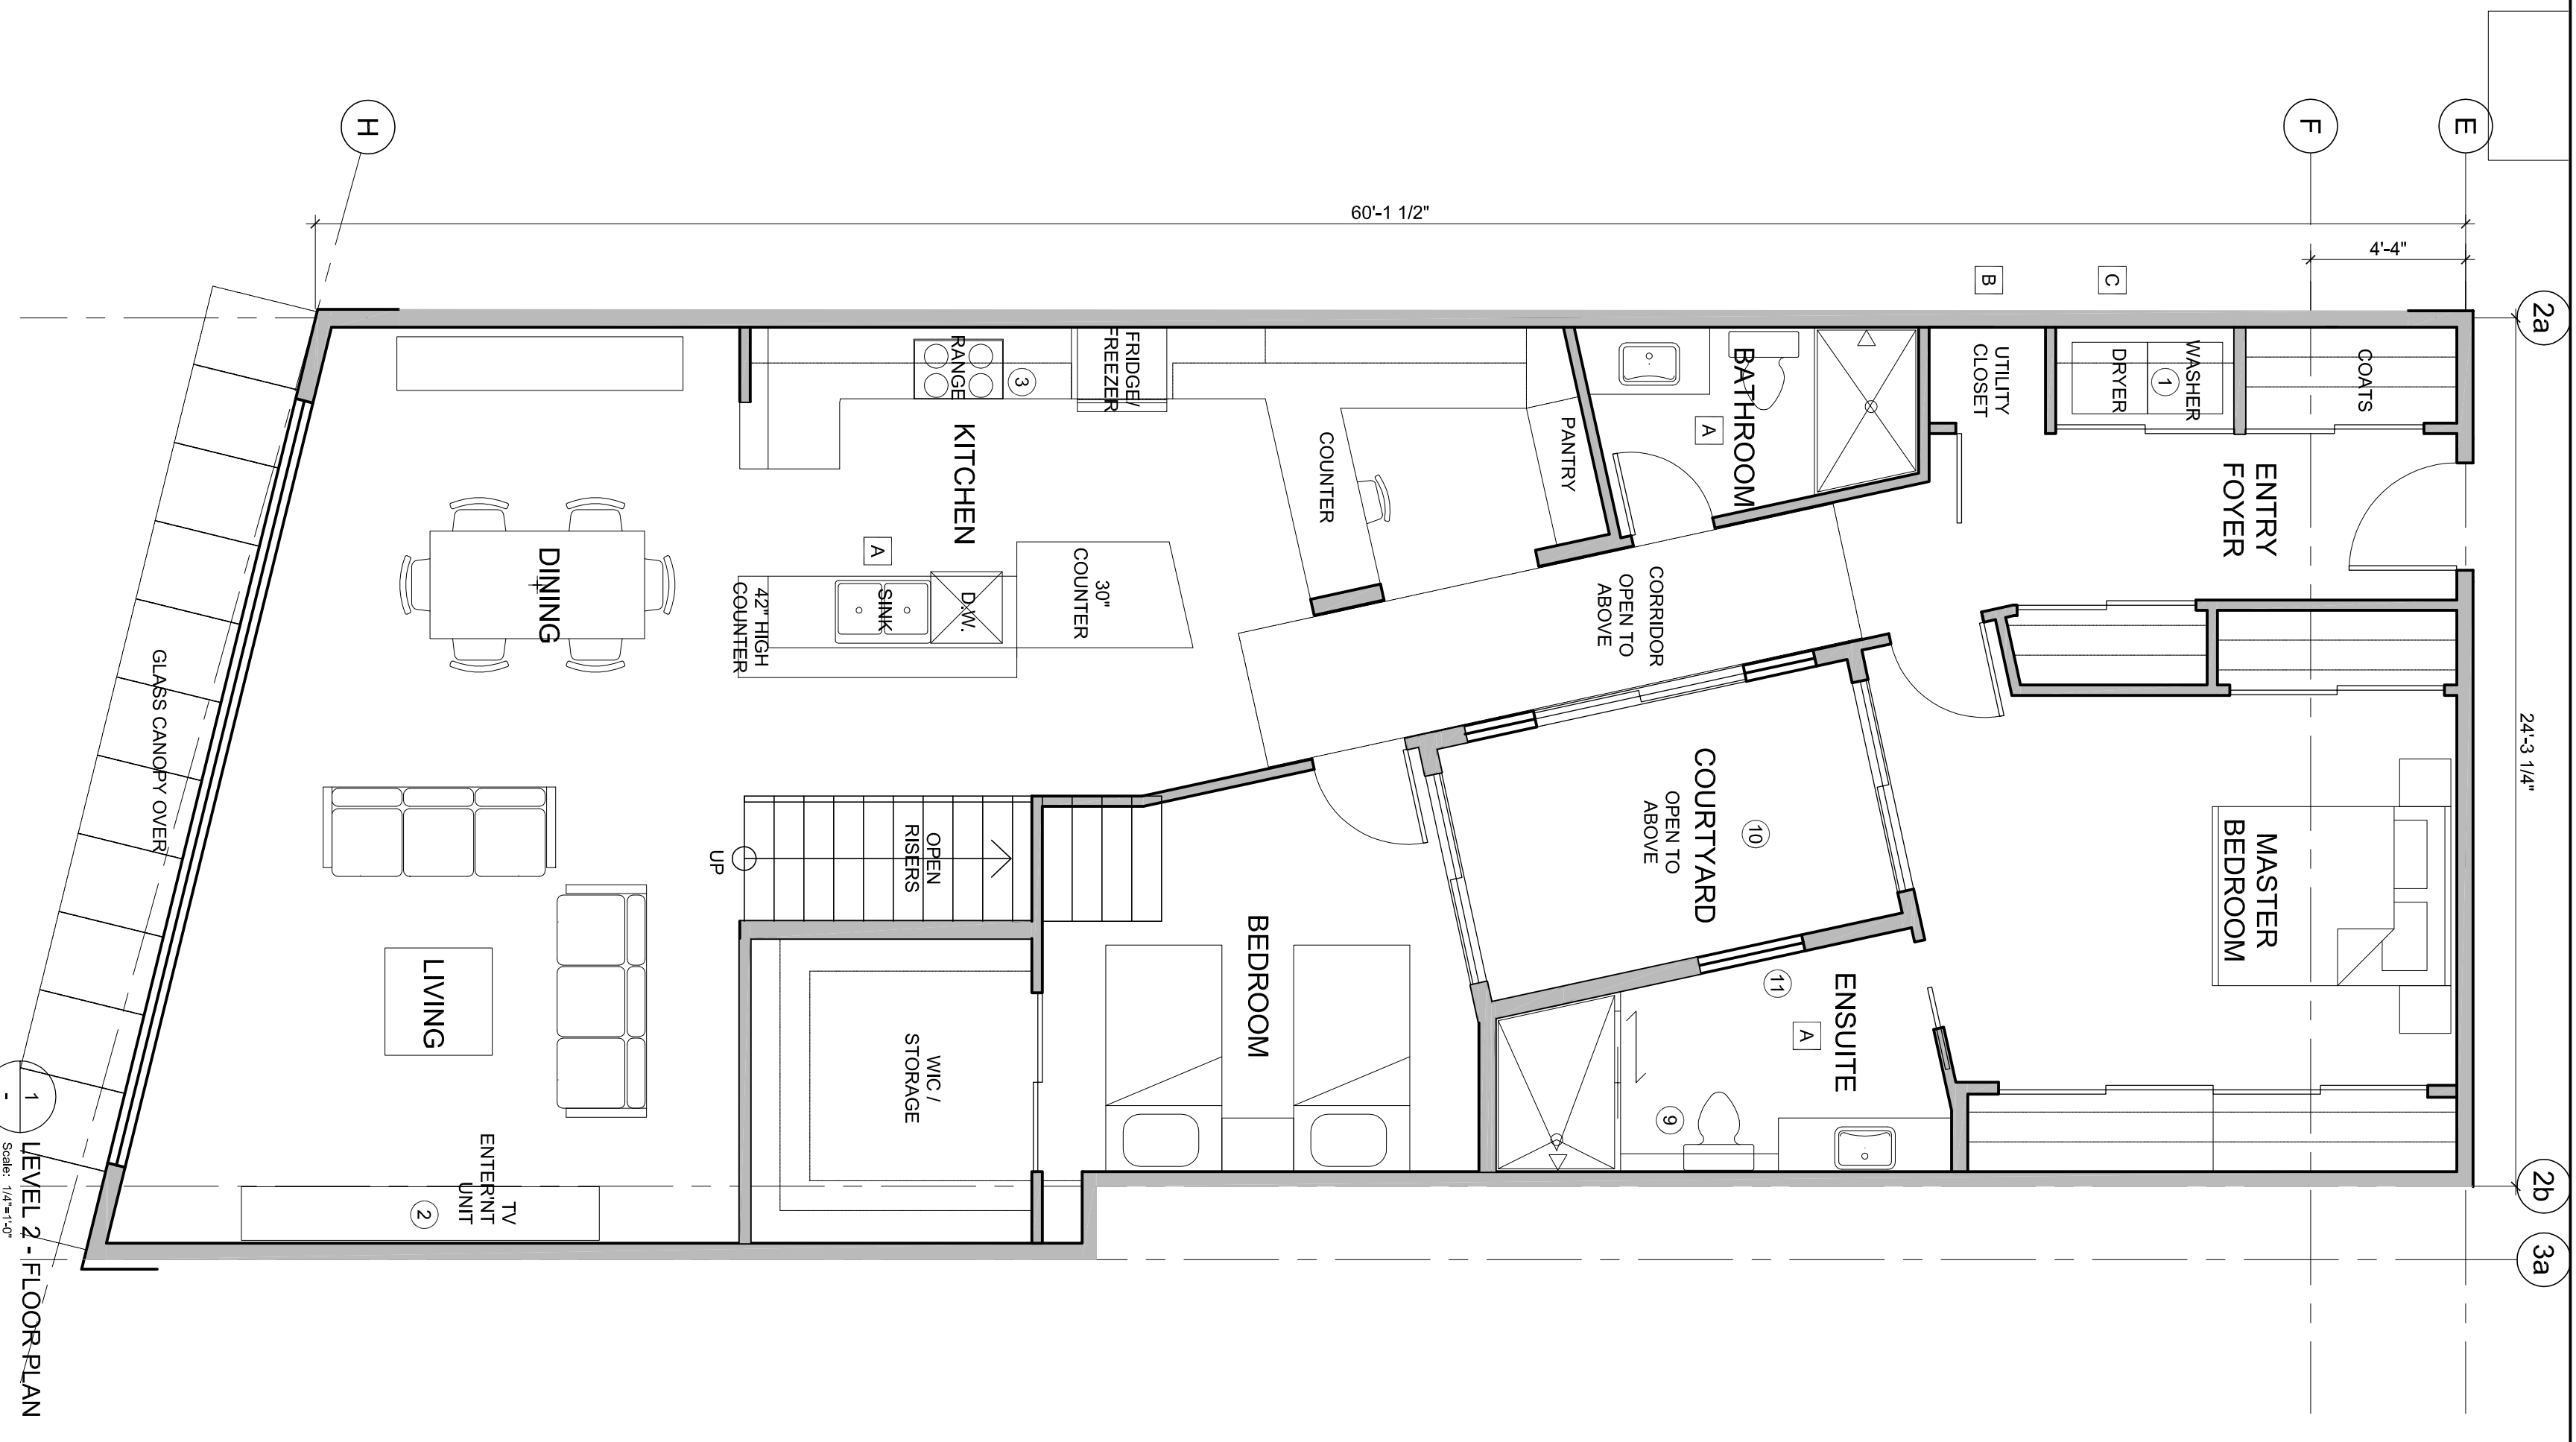 2a
24'-3 1/4"
2b
3a
E
F
H
4'-4"
60'-1 1/2"
C
B
COATS
WASHER
1
DRYER
UTILITY
CLOSET
ENTRY
FOYER
MASTER
BEDROOM
BATHROOM
A
PANTRY
COUNTER
CORRIDOR
OPEN TO
ABOVE
10
COURTYARD
OPEN TO
ABOVE
ENSUITE
A
11
9
FRIDGE/
FREEZER
3
RANGE
KITCHEN
A
30"
COUNTER
D.W.
SINK
42" HIGH
COUNTER
BEDROOM
OPEN
RISERS
UP
WIC /
STORAGE
DINING
LIVING
TV
ENTER'NT
UNIT
2
GLASS CANOPY OVER
1
-
LEVEL 2 - FLOOR PLAN
Scale: 1/4"=1'-0"